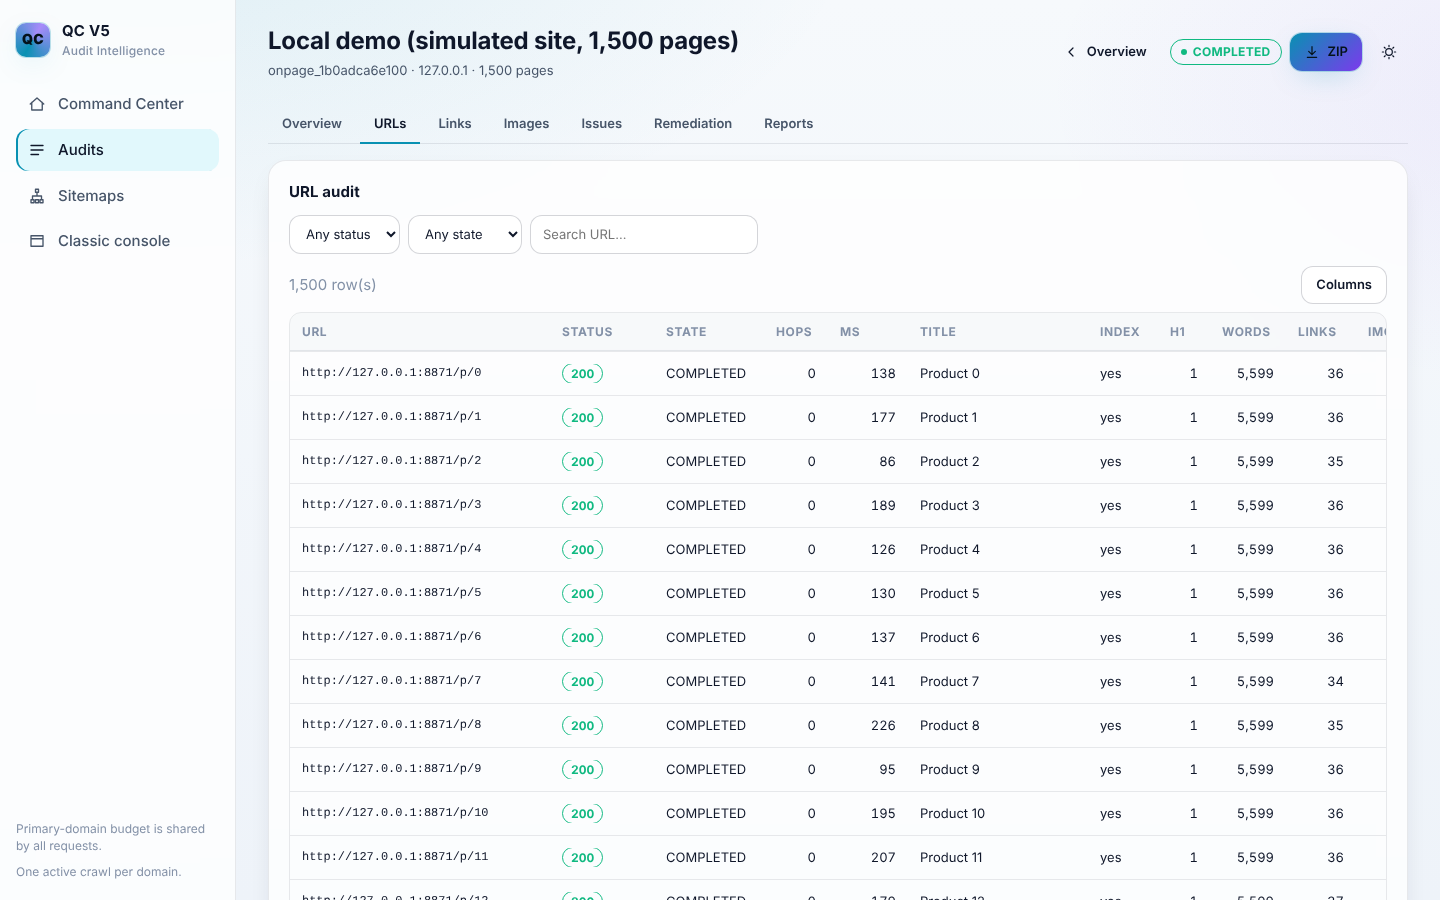 QC
QC V5
Audit Intelligence
Command Center
Audits
Sitemaps
Classic console
Primary-domain budget is shared
by all requests.
One active crawl per domain.
Local demo (simulated site, 1,500 pages)
onpage_1b0adca6e100 · 127.0.0.1 · 1,500 pages
Overview
COMPLETED
ZIP
Overview URLs Links Images Issues Remediation Reports
URL audit
Any status Any state Search URL...
1,500 row(s)
Columns
URL STATUS STATE HOPS MS TITLE INDEX H1 WORDS LINKS
http://127.0.0.1:8871/p/0 200 COMPLETED 0 138 Product 0 yes 1 5,599 36
http://127.0.0.1:8871/p/1 200 COMPLETED 0 177 Product 1 yes 1 5,599 36
http://127.0.0.1:8871/p/2 200 COMPLETED 0 86 Product 2 yes 1 5,599 35
http://127.0.0.1:8871/p/3 200 COMPLETED 0 189 Product 3 yes 1 5,599 36
http://127.0.0.1:8871/p/4 200 COMPLETED 0 126 Product 4 yes 1 5,599 36
http://127.0.0.1:8871/p/5 200 COMPLETED 0 130 Product 5 yes 1 5,599 36
http://127.0.0.1:8871/p/6 200 COMPLETED 0 137 Product 6 yes 1 5,599 36
http://127.0.0.1:8871/p/7 200 COMPLETED 0 141 Product 7 yes 1 5,599 34
http://127.0.0.1:8871/p/8 200 COMPLETED 0 226 Product 8 yes 1 5,599 35
http://127.0.0.1:8871/p/9 200 COMPLETED 0 95 Product 9 yes 1 5,599 36
http://127.0.0.1:8871/p/10 200 COMPLETED 0 195 Product 10 yes 1 5,599 36
http://127.0.0.1:8871/p/11 200 COMPLETED 0 207 Product 11 yes 1 5,599 36